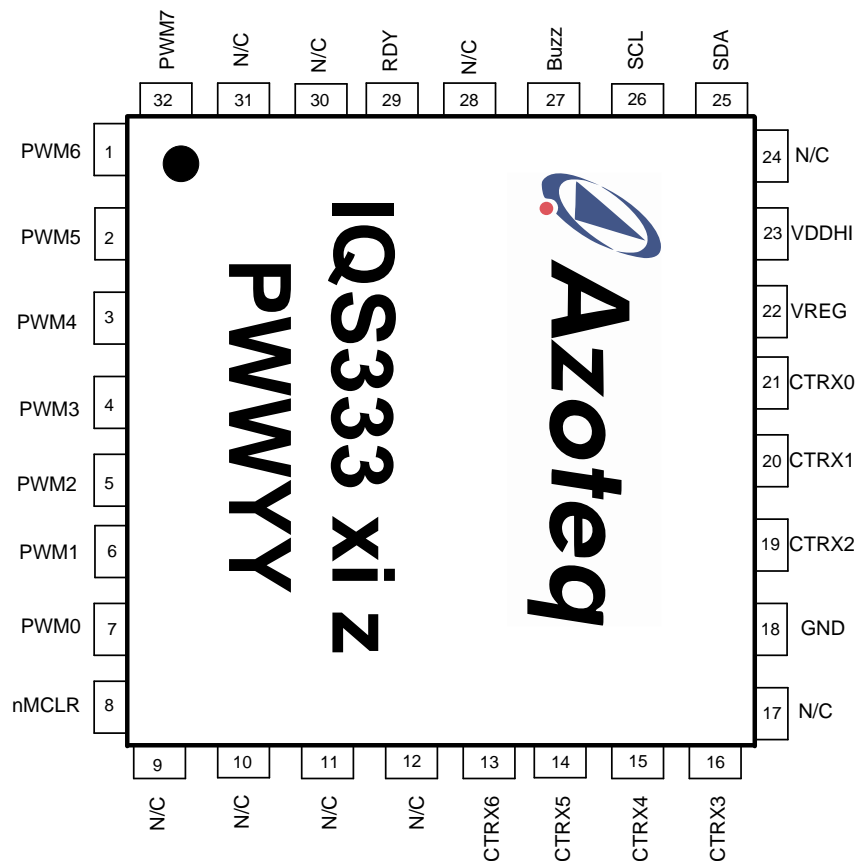 PWM7
N/C
N/C
RDY
N/C
Buzz
SCL
SDA
32
31
30
29
28
27
26
25
PWM6 1
PWM5 2
PWM4 3
PWM3 4
PWM2 5
PWM1 6
PWM0 7
nMCLR 8
Azoteq
IQS333 xi z
PWWYY
24 N/C
23 VDDHI
22 VREG
21 CTRX0
20 CTRX1
19 CTRX2
18 GND
17 N/C
9
10
11
12
13
14
15
16
N/C
N/C
N/C
N/C
CTRX6
CTRX5
CTRX4
CTRX3